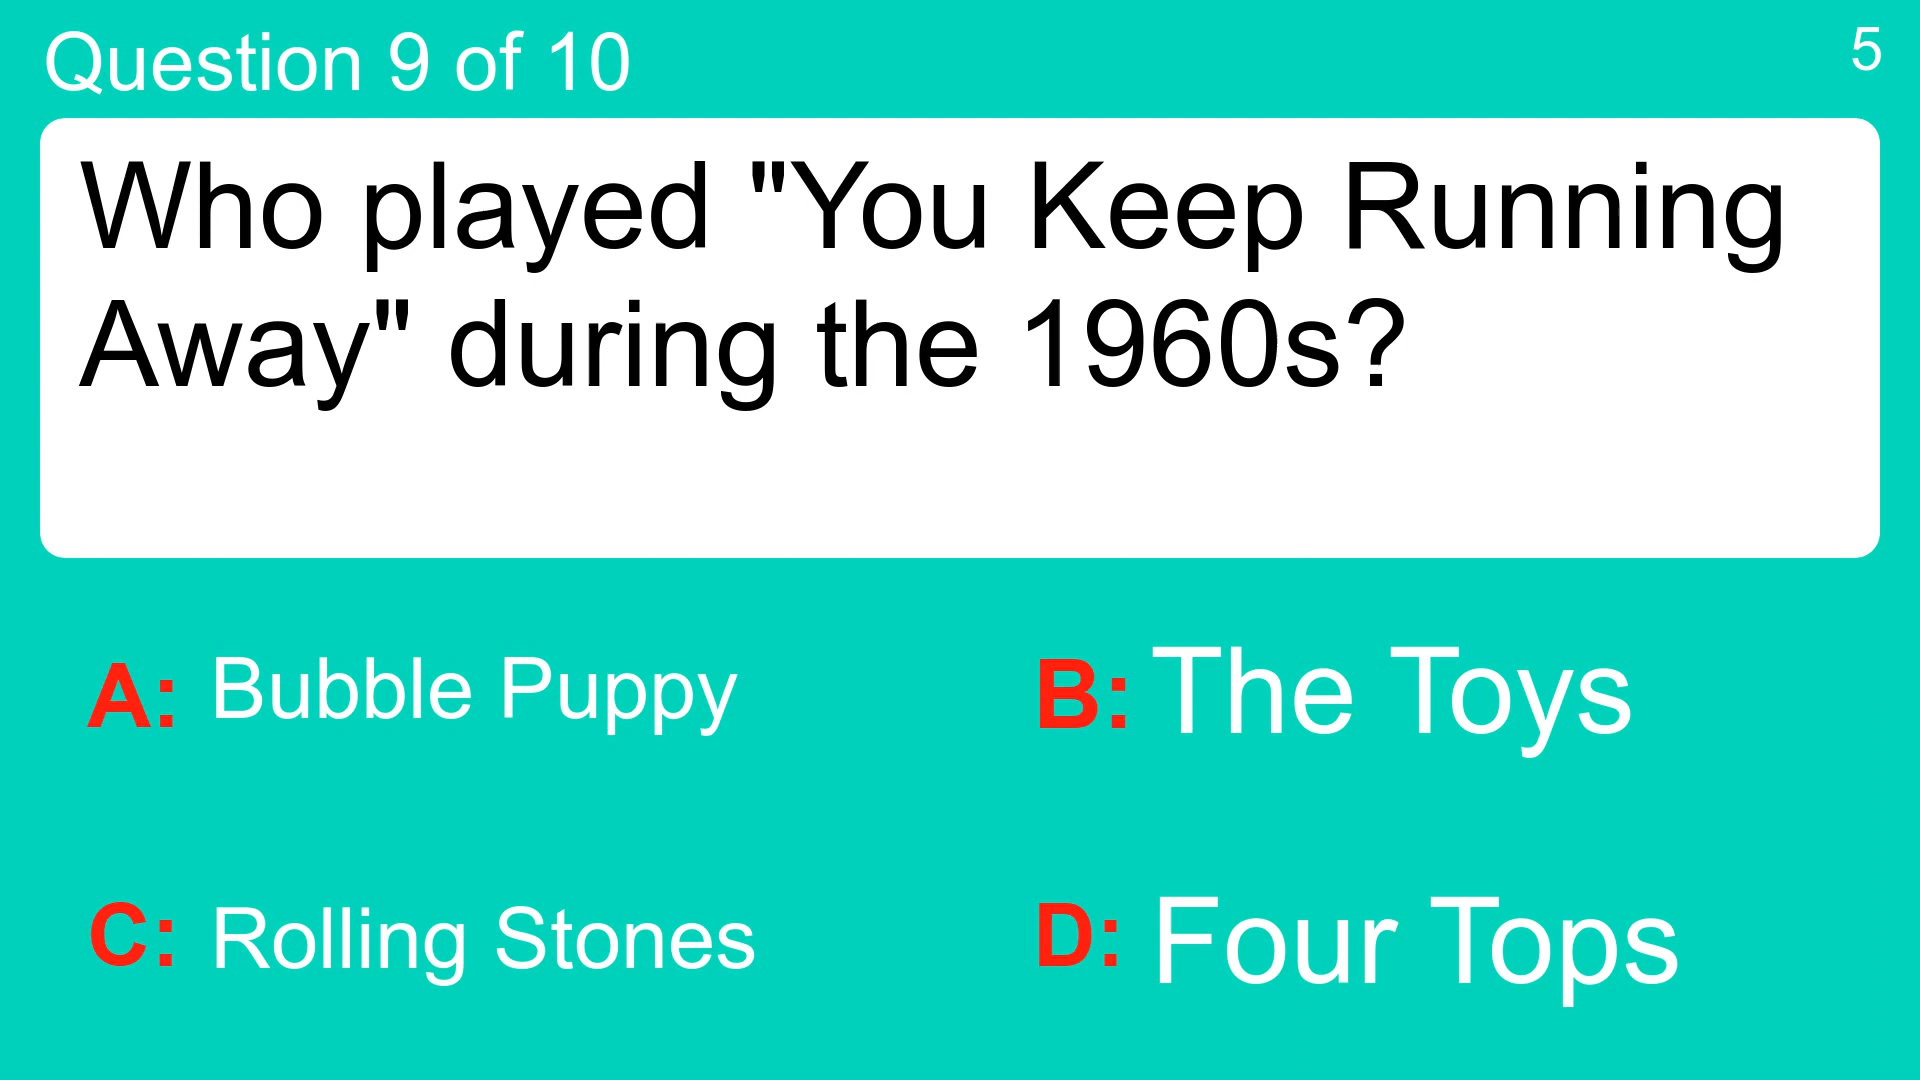 Question 9 of 10
5
Who played "You Keep Running
Away" during the 1960s?
A: Bubble Puppy
B: The Toys
C: Rolling Stones
D: Four Tops